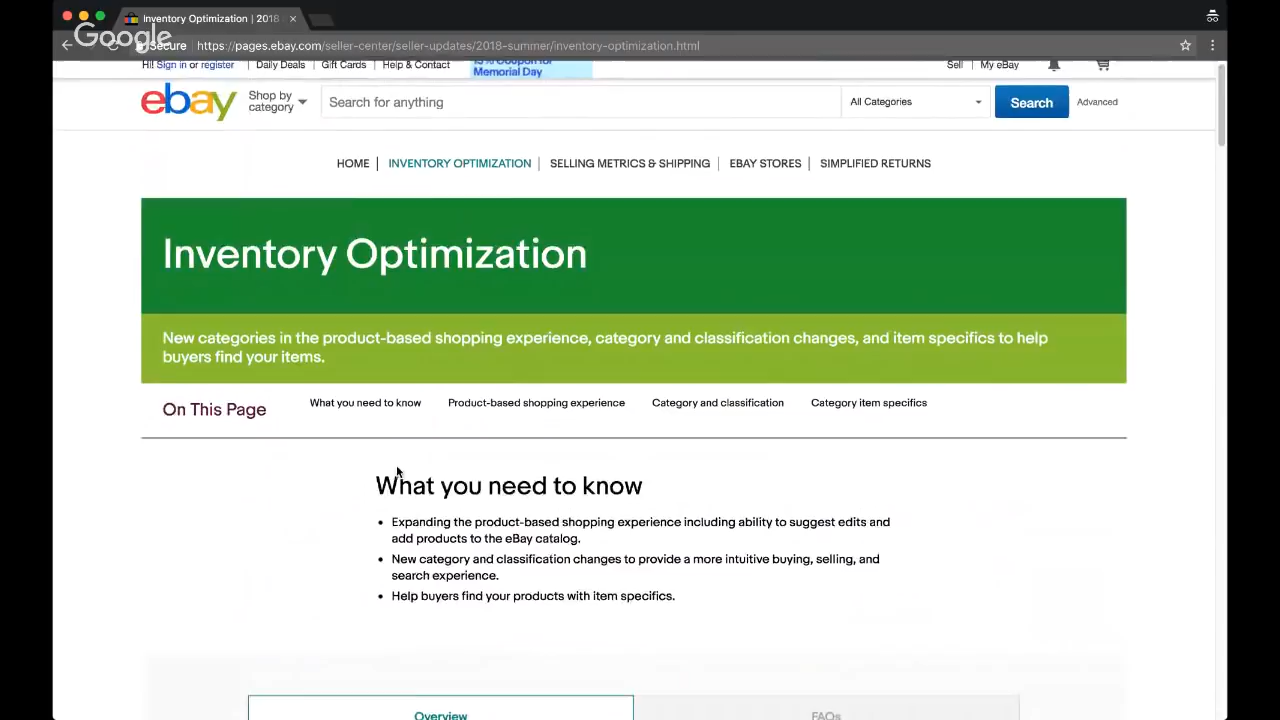 Inventory Optimization | 2018
Google
Secure https://pages.ebay.com/seller-center/seller-updates/2018-summer/inventory-optimization.html
Hi! Sign in or register Daily Deals Gift Cards Help & Contact
15% Coupon for
Memorial Day
Sell My eBay
ebay
Shop by
category
Search for anything
All Categories
Search
Advanced
HOME | INVENTORY OPTIMIZATION | SELLING METRICS & SHIPPING | EBAY STORES | SIMPLIFIED RETURNS
Inventory Optimization
New categories in the product-based shopping experience, category and classification changes, and item specifics to help
buyers find your items.
On This Page
What you need to know Product-based shopping experience Category and classification Category item specifics
What you need to know
• Expanding the product-based shopping experience including ability to suggest edits and
add products to the eBay catalog.
• New category and classification changes to provide a more intuitive buying, selling, and
search experience.
• Help buyers find your products with item specifics.
Overview
FAQs